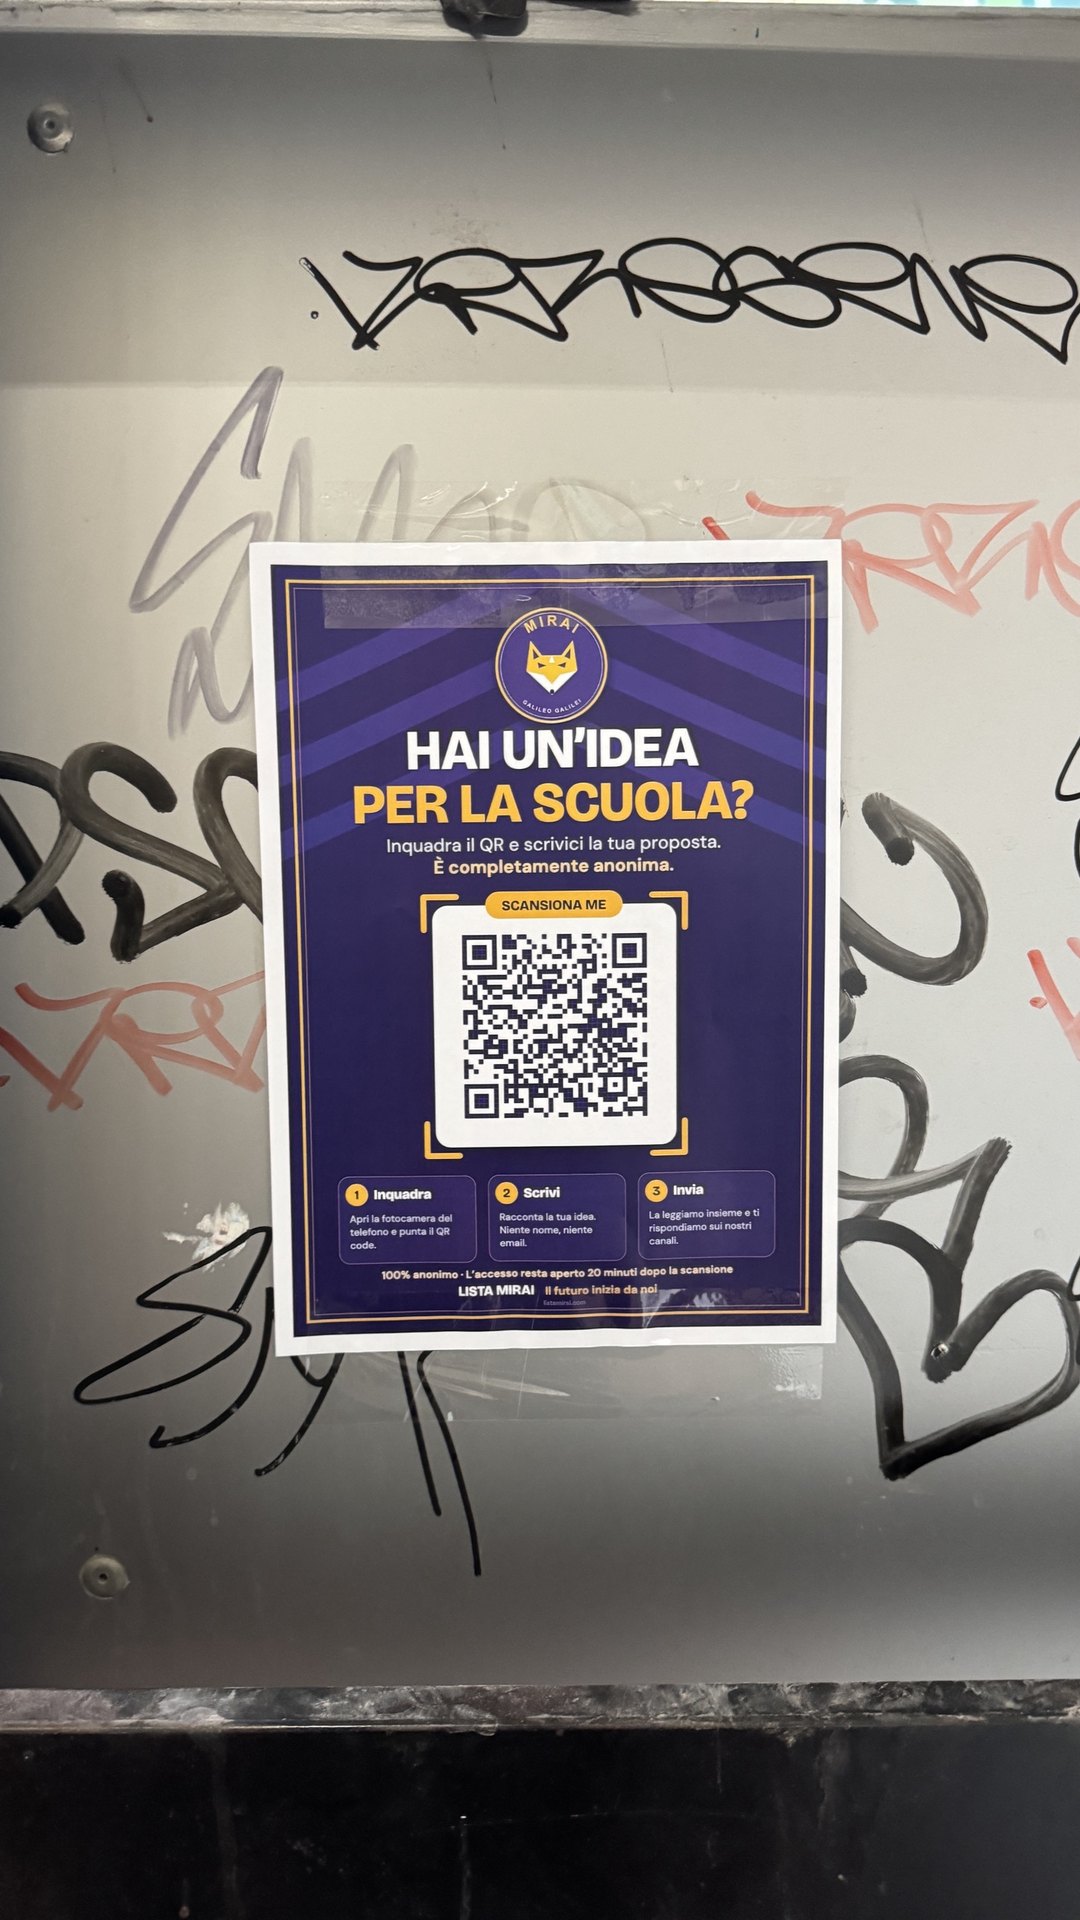 MIRAI
GALILEO GALILEI
HAI UN'IDEA
PER LA SCUOLA?
Inquadra il QR e scrivici la tua proposta.
È completamente anonima.
SCANSIONA ME
1 Inquadra
Apri la fotocamera del
telefono e punta il QR
code.
2 Scrivi
Racconta la tua idea.
Niente nome, niente
email.
3 Invia
La leggiamo insieme e ti
rispondiamo sui nostri
canali.
100% anonimo · L'accesso resta aperto 20 minuti dopo la scansione
LISTA MIRAI Il futuro inizia da noi
listamirai.com